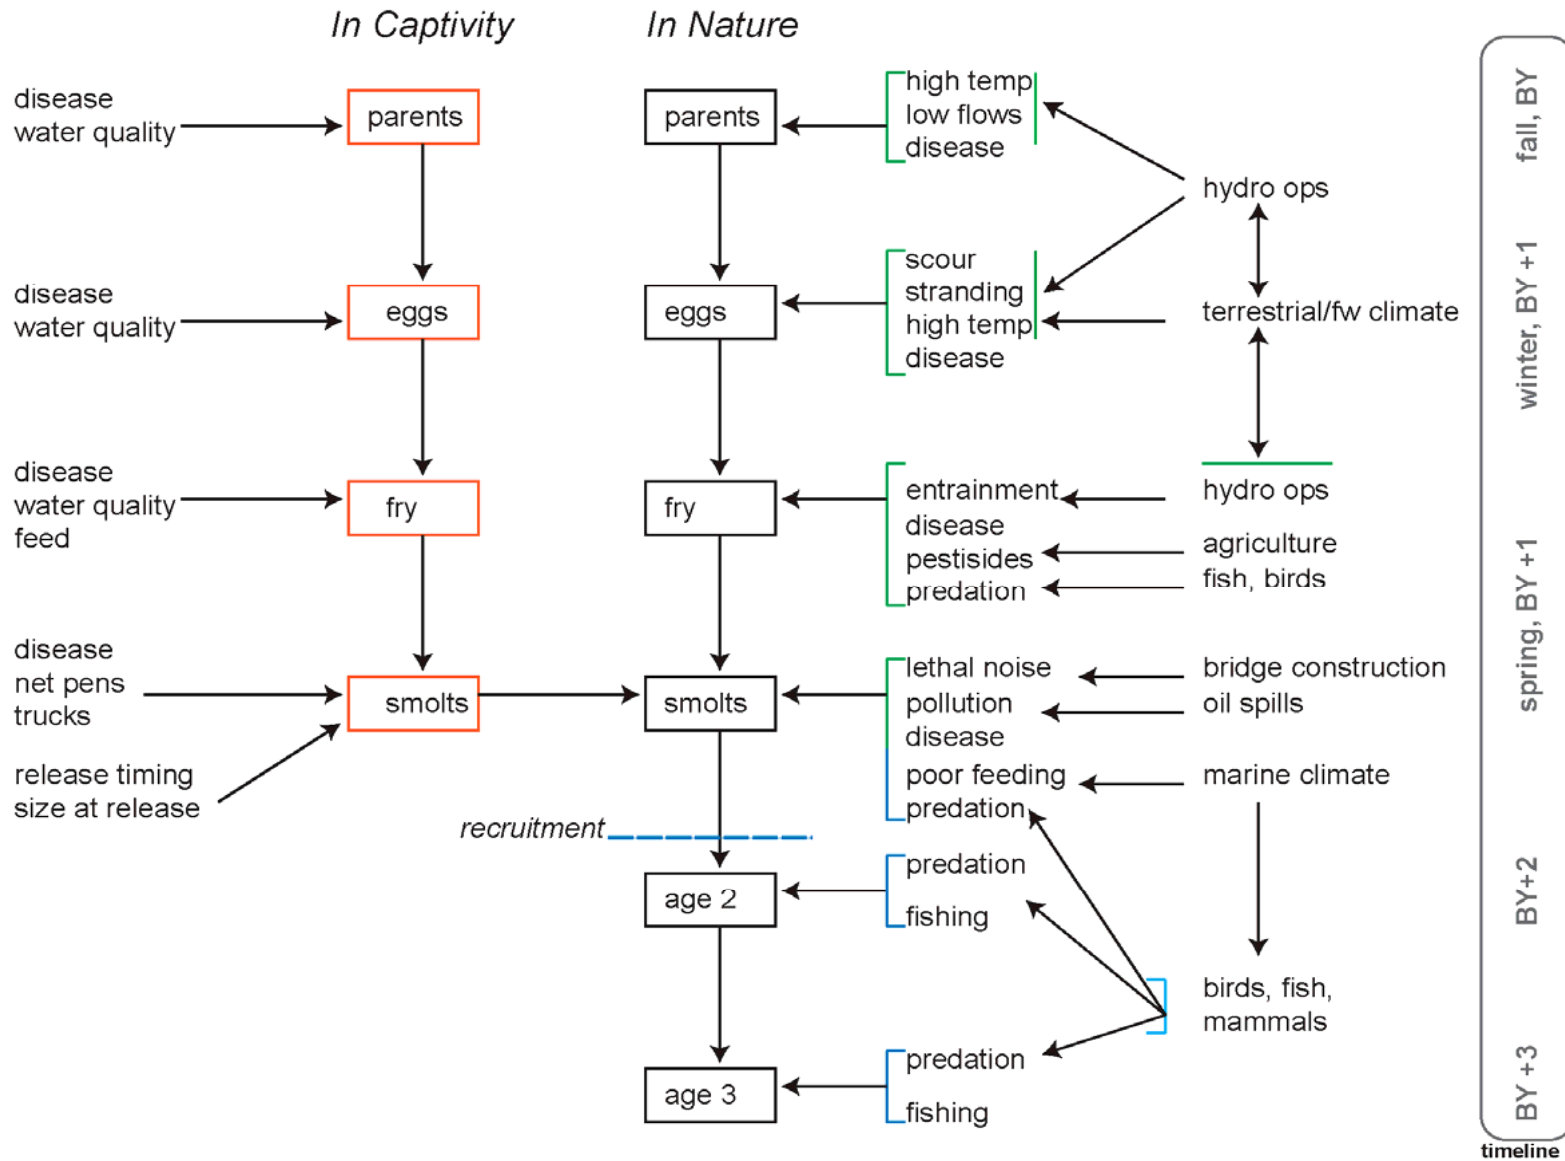 In Captivity
In Nature
disease
water quality
parents
parents
high temp
low flows
disease
hydro ops
disease
water quality
eggs
eggs
scour
stranding
high temp
disease
terrestrial/fw climate
disease
water quality
feed
fry
fry
entrainment
disease
pestisides
predation
hydro ops
agriculture
fish, birds
disease
net pens
trucks
release timing
size at release
smolts
smolts
lethal noise
pollution
disease
poor feeding
predation
bridge construction
oil spills
marine climate
recruitment
age 2
predation
fishing
birds, fish,
mammals
age 3
predation
fishing
fall, BY
winter, BY +1
spring, BY +1
BY+2
BY +3
timeline